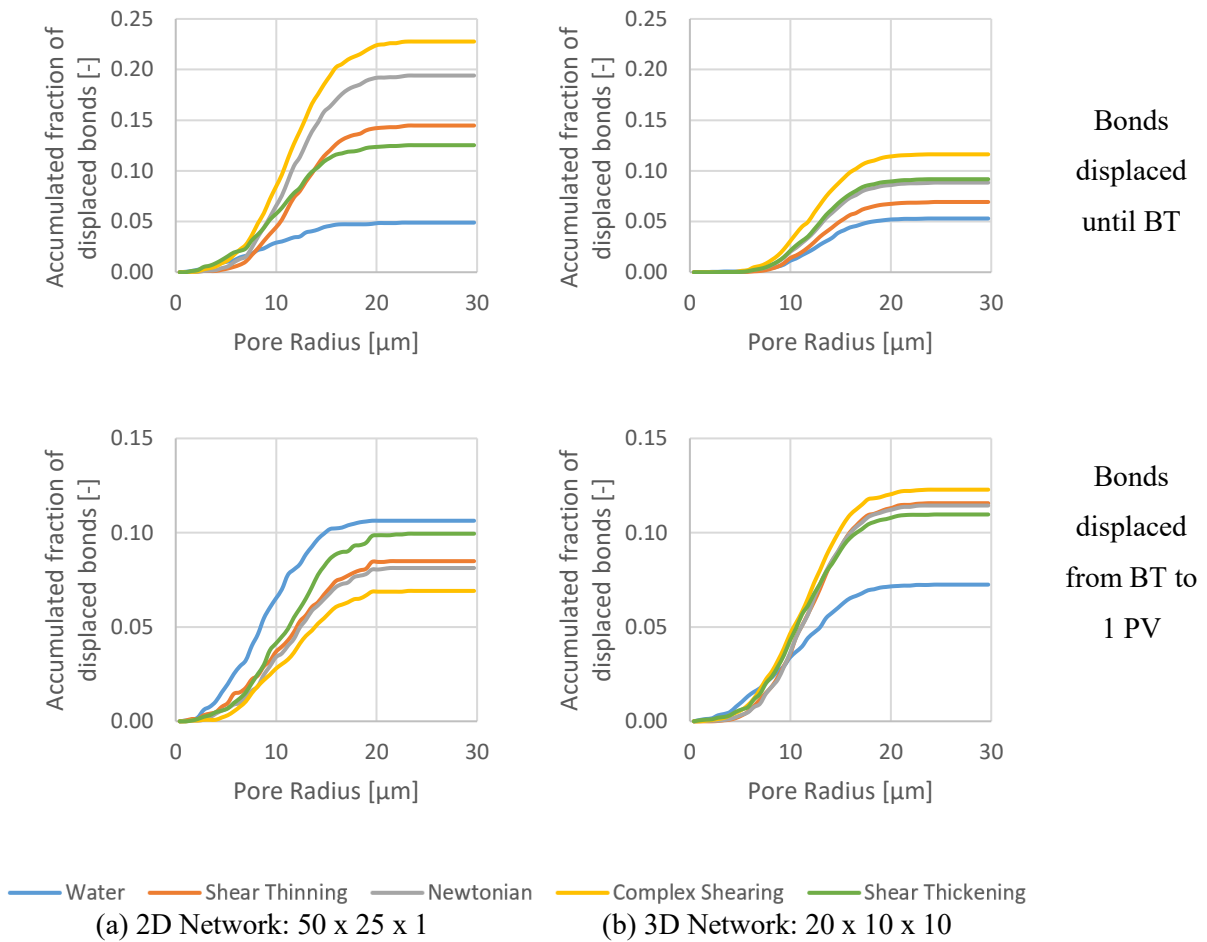 Accumulated fraction of
displaced bonds [-]
0.25
0.20
0.15
0.10
0.05
0.00
0 10 20 30
Pore Radius [µm]
Accumulated fraction of
displaced bonds [-]
0.25
0.20
0.15
0.10
0.05
0.00
0 10 20 30
Pore Radius [µm]
Bonds
displaced
until BT
Accumulated fraction of
displaced bonds [-]
0.15
0.10
0.05
0.00
0 10 20 30
Pore Radius [µm]
Accumulated fraction of
displaced bonds [-]
0.15
0.10
0.05
0.00
0 10 20 30
Pore Radius [µm]
Bonds
displaced
from BT to
1 PV
Water Shear Thinning Newtonian Complex Shearing Shear Thickening
(a) 2D Network: 50 x 25 x 1 (b) 3D Network: 20 x 10 x 10